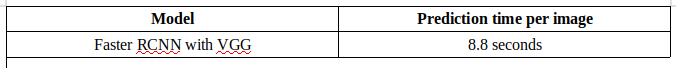 Model Prediction time per image
Faster RCNN with VGG 8.8 seconds